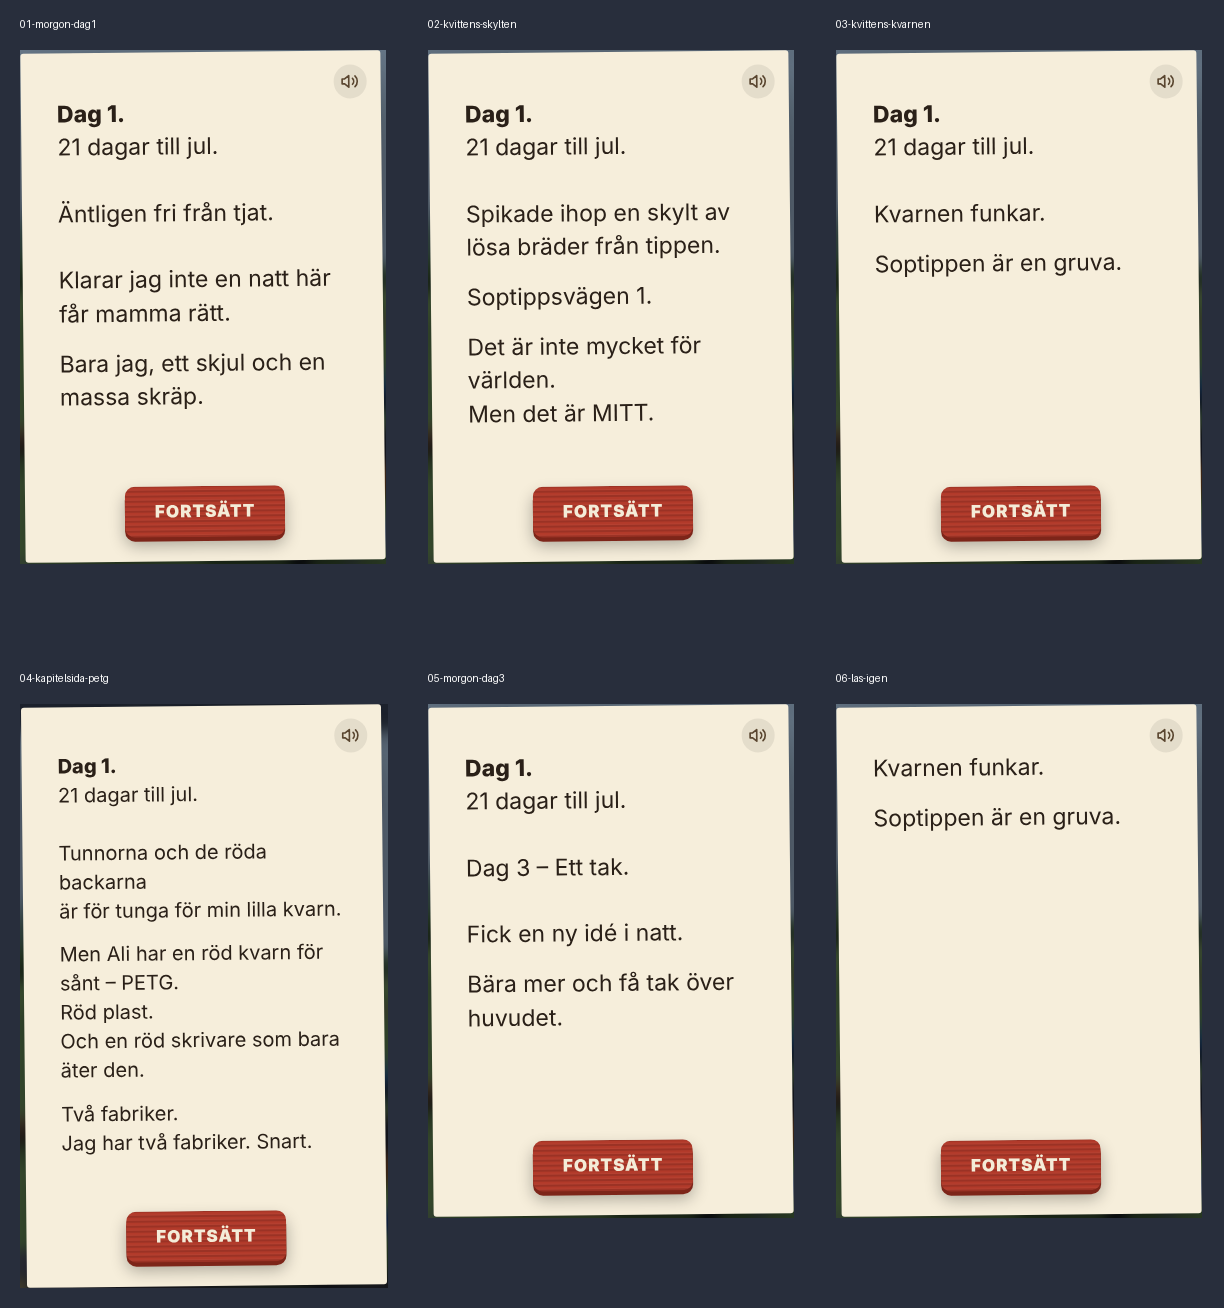 01-morgon-dag1
Dag 1.
21 dagar till jul.
Äntligen fri från tjat.
Klarar jag inte en natt här
får mamma rätt.
Bara jag, ett skjul och en
massa skräp.
FORTSÄTT
02-kvittens-skylten
Dag 1.
21 dagar till jul.
Spikade ihop en skylt av
lösa bräder från tippen.
Soptippsvägen 1.
Det är inte mycket för
världen.
Men det är MITT.
FORTSÄTT
03-kvittens-kvarnen
Dag 1.
21 dagar till jul.
Kvarnen funkar.
Soptippen är en gruva.
FORTSÄTT
04-kapitelsida-petg
Dag 1.
21 dagar till jul.
Tunnorna och de röda
backarna
är för tunga för min lilla kvarn.
Men Ali har en röd kvarn för
sånt – PETG.
Röd plast.
Och en röd skrivare som bara
äter den.
Två fabriker.
Jag har två fabriker. Snart.
FORTSÄTT
05-morgon-dag3
Dag 1.
21 dagar till jul.
Dag 3 – Ett tak.
Fick en ny idé i natt.
Bära mer och få tak över
huvudet.
FORTSÄTT
06-las-igen
Kvarnen funkar.
Soptippen är en gruva.
FORTSÄTT